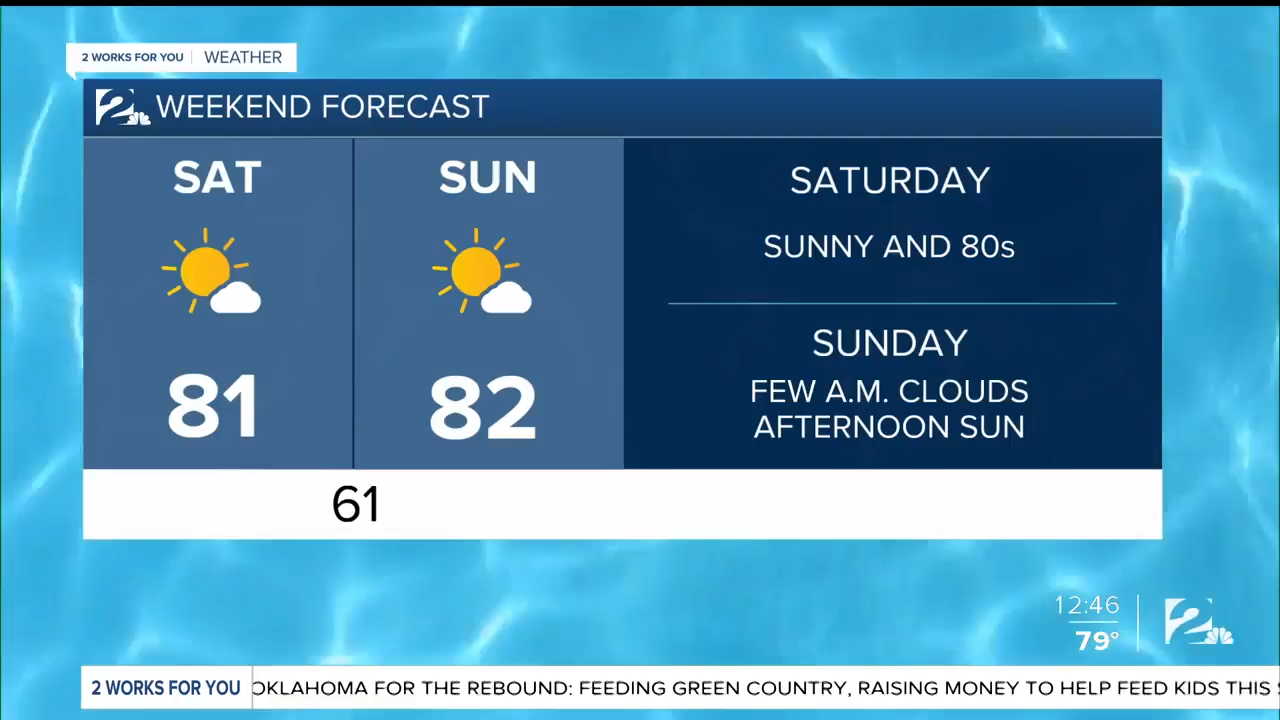 2 WORKS FOR YOU | WEATHER
2 WEEKEND FORECAST
SAT
SUN
81
82
SATURDAY
SUNNY AND 80s
SUNDAY
FEW A.M. CLOUDS
AFTERNOON SUN
61
12:46
79°
2
2 WORKS FOR YOU
OKLAHOMA FOR THE REBOUND: FEEDING GREEN COUNTRY, RAISING MONEY TO HELP FEED KIDS THIS